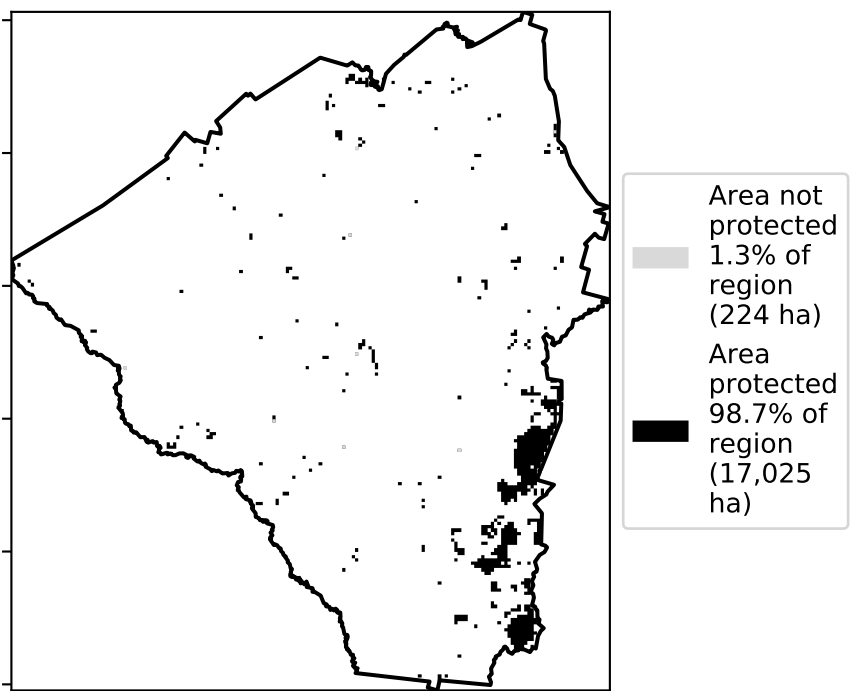 Area not
protected
1.3% of
region
(224 ha)
Area
protected
98.7% of
region
(17,025
ha)